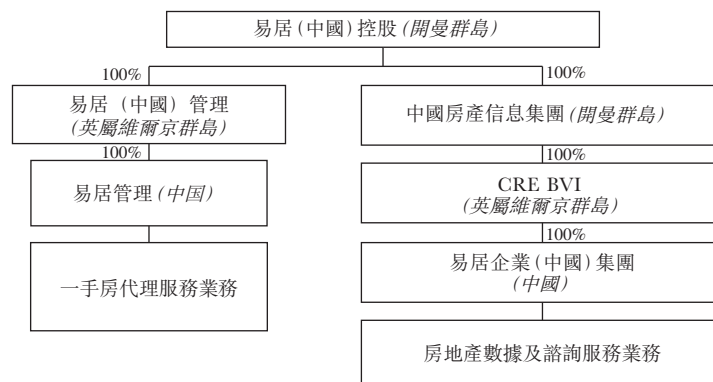 易居(中國)控股(開曼群島)
100%
100%
易居（中國）管理
(英屬維爾京群島)
中國房產信息集團(開曼群島)
100%
100%
易居管理(中国)
CRE BVI
(英屬維爾京群島)
100%
一手房代理服務業務
易居企業(中國)集團
(中國)
房地產數據及諮詢服務業務